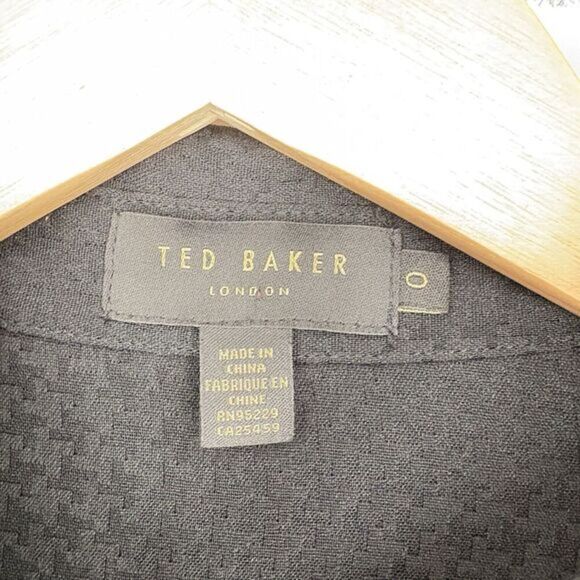 TED BAKER
LONDON
0
MADE IN
CHINA
FABRIQUE EN
CHINE
RN95229
CA25459